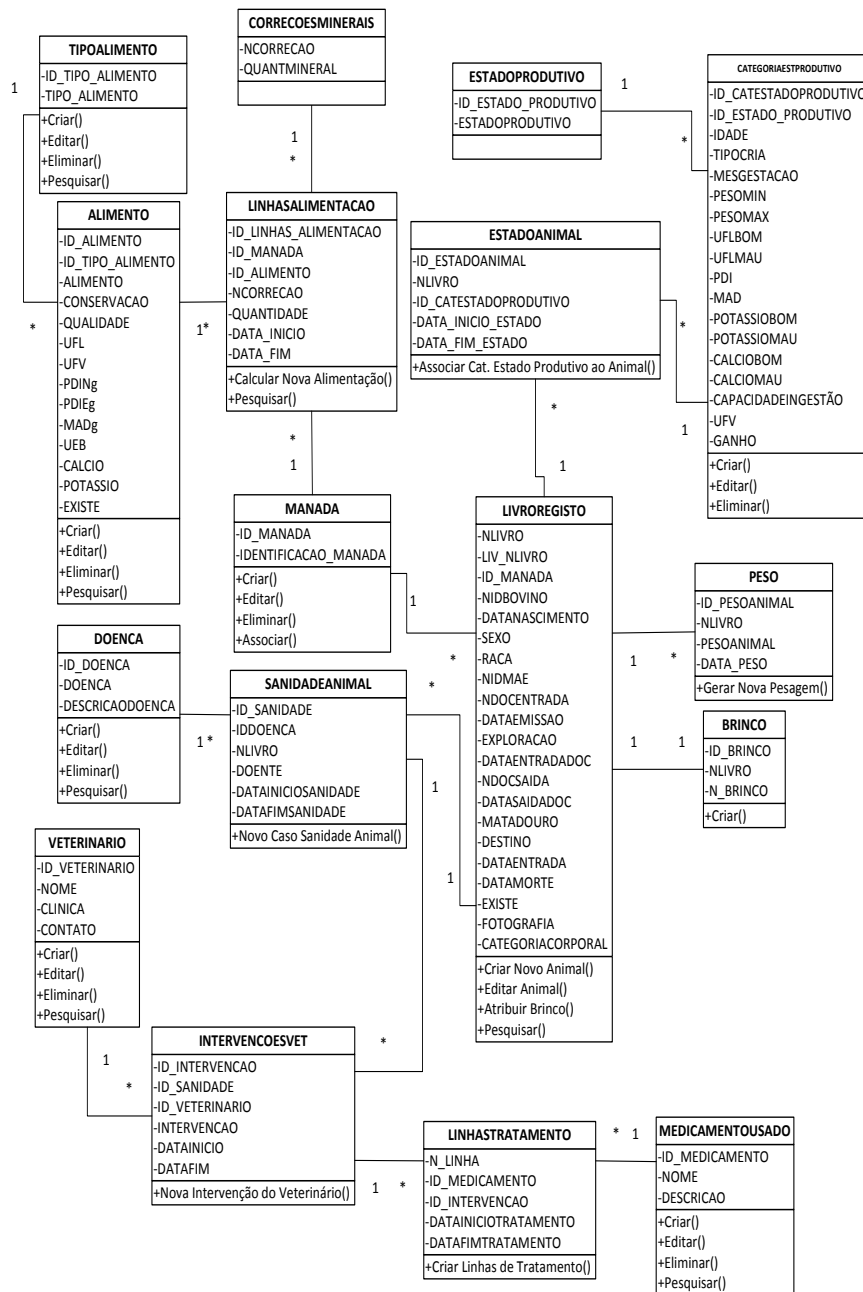 CORRECOESMINERAIS
-NCORRECAO
-QUANTMINERAL
TIPOALIMENTO
-ID_TIPO_ALIMENTO
-TIPO_ALIMENTO
+Criar()
+Editar()
+Eliminar()
+Pesquisar()
1
*
1
*
ESTADOPRODUTIVO
-ID_ESTADO_PRODUTIVO
-ESTADOPRODUTIVO
1
*
CATEGORIAESTPRODUTIVO
-ID_CATESTADOPRODUTIVO
-ID_ESTADO_PRODUTIVO
-IDADE
-TIPOCRIA
-MESGESTACAO
-PESOMIN
-PESOMAX
-UFLBOM
-UFLMAU
-PDI
-MAD
-POTASSIOBOM
-POTASSIOMAU
-CALCIOBOM
-CALCIOMAU
-CAPACIDADEINGESTÃO
-UFV
-GANHO
+Criar()
+Editar()
+Eliminar()
ALIMENTO
-ID_ALIMENTO
-ID_TIPO_ALIMENTO
-ALIMENTO
-CONSERVACAO
-QUALIDADE
-UFL
-UFV
-PDINg
-PDIEg
-MADg
-UEB
-CALCIO
-POTASSIO
-EXISTE
+Criar()
+Editar()
+Eliminar()
+Pesquisar()
1 *
LINHASALIMENTACAO
-ID_LINHAS_ALIMENTACAO
-ID_MANADA
-ID_ALIMENTO
-NCORRECAO
-QUANTIDADE
-DATA_INICIO
-DATA_FIM
+Calcular Nova Alimentação()
+Pesquisar()
*
1
ESTADOANIMAL
-ID_ESTADOANIMAL
-NLIVRO
-ID_CATESTADOPRODUTIVO
-DATA_INICIO_ESTADO
-DATA_FIM_ESTADO
+Associar Cat. Estado Produtivo ao Animal()
*
1
*
1
MANADA
-ID_MANADA
-IDENTIFICACAO_MANADA
+Criar()
+Editar()
+Eliminar()
+Associar()
1
*
LIVROREGISTO
-NLIVRO
-LIV_NLIVRO
-ID_MANADA
-NIDBOVINO
-DATANASCIMENTO
-SEXO
-RACA
-NIDMAE
-NDOCENTRADA
-DATAEMISSAO
-EXPLORACAO
-DATAENTRADADOC
-NDOCSAIDA
-DATASAIDADOC
-MATADOURO
-DESTINO
-DATAENTRADA
-DATAMORTE
-EXISTE
-FOTOGRAFIA
-CATEGORIACORPORAL
+Criar Novo Animal()
+Editar Animal()
+Atribuir Brinco()
+Pesquisar()
1
*
PESO
-ID_PESOANIMAL
-NLIVRO
-PESOANIMAL
-DATA_PESO
+Gerar Nova Pesagem()
1
1
BRINCO
-ID_BRINCO
-NLIVRO
-N_BRINCO
+Criar()
DOENCA
-ID_DOENCA
-DOENCA
-DESCRICAODOENCA
+Criar()
+Editar()
+Eliminar()
+Pesquisar()
1 *
SANIDADEANIMAL
-ID_SANIDADE
-IDDOENCA
-NLIVRO
-DOENTE
-DATAINICIOSANIDADE
-DATAFIMSANIDADE
+Novo Caso Sanidade Animal()
*
1
1
*
VETERINARIO
-ID_VETERINARIO
-NOME
-CLINICA
-CONTATO
+Criar()
+Editar()
+Eliminar()
+Pesquisar()
1
*
INTERVENCOESVET
-ID_INTERVENCAO
-ID_SANIDADE
-ID_VETERINARIO
-INTERVENCAO
-DATAINICIO
-DATAFIM
+Nova Intervenção do Veterinário()
1
*
LINHASTRATAMENTO
-N_LINHA
-ID_MEDICAMENTO
-ID_INTERVENCAO
-DATAINICIOTRATAMENTO
-DATAFIMTRATAMENTO
+Criar Linhas de Tratamento()
* 1
MEDICAMENTOUSADO
-ID_MEDICAMENTO
-NOME
-DESCRICAO
+Criar()
+Editar()
+Eliminar()
+Pesquisar()